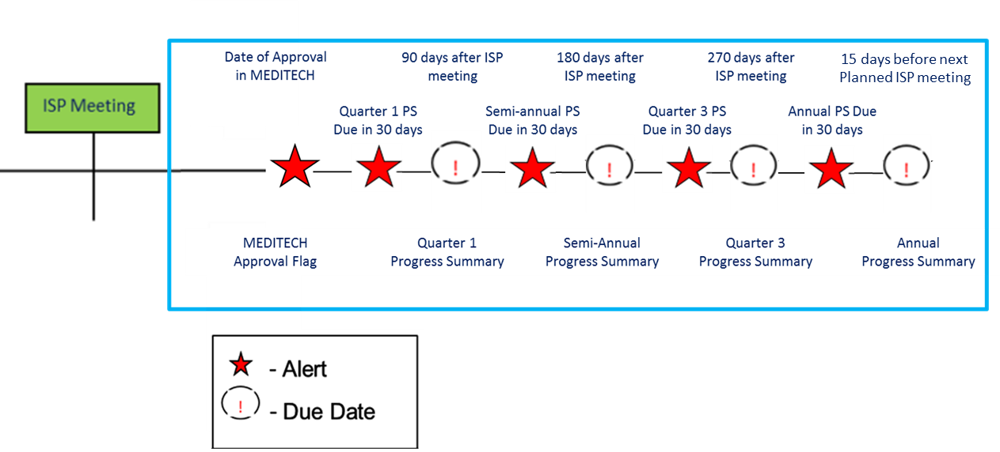 Date of Approval
in MEDITECH
90 days after ISP
meeting
180 days after
ISP meeting
270 days after
ISP meeting
15 days before next
Planned ISP meeting
ISP Meeting
Quarter 1 PS
Due in 30 days
Semi-annual PS
Due in 30 days
Quarter 3 PS
Due in 30 days
Annual PS Due
in 30 days
!
!
!
!
MEDITECH
Approval Flag
Quarter 1
Progress Summary
Semi-Annual
Progress Summary
Quarter 3
Progress Summary
Annual
Progress Summary
- Alert
! - Due Date